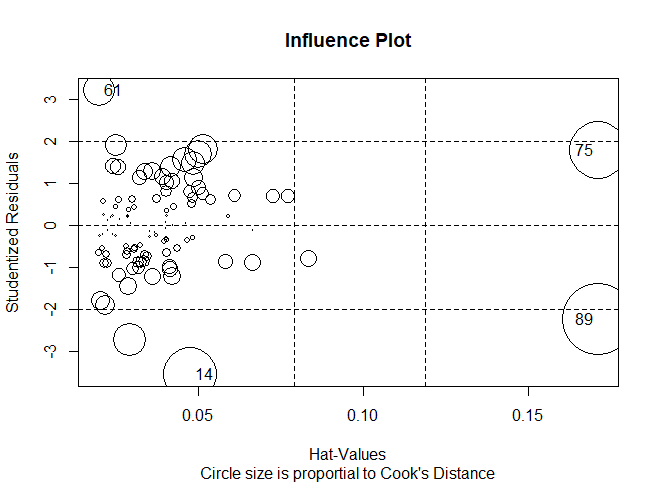 Influence Plot
61
75
89
14
3
2
1
0
-1
-2
-3
Studentized Residuals
0.05 0.10 0.15
Hat-Values
Circle size is proportial to Cook's Distance